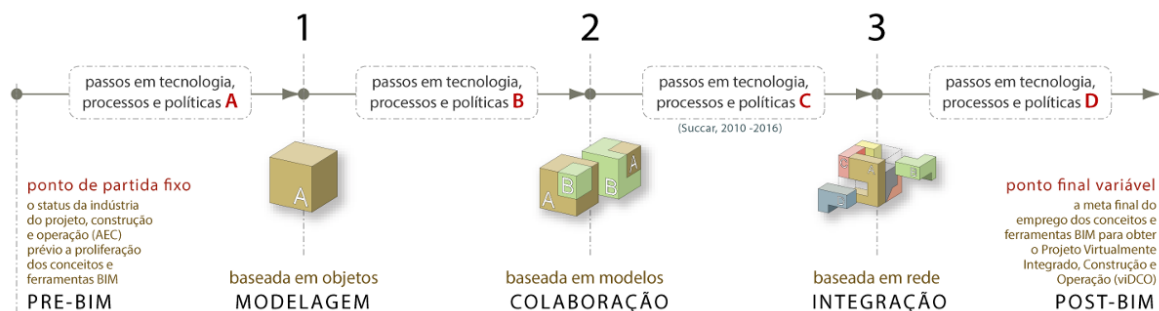 1
2
3
passos em tecnologia,
processos e políticas A
passos em tecnologia,
processos e políticas B
passos em tecnologia,
processos e políticas C
(Succar, 2010 -2016)
passos em tecnologia,
processos e políticas D
ponto de partida fixo
o status da indústria
do projeto, construção
e operação (AEC)
prévio a proliferação
dos conceitos e
ferramentas BIM
PRE-BIM
A
baseada em objetos
MODELAGEM
A
B
B
A
baseada em modelos
COLABORAÇÃO
baseada em rede
INTEGRAÇÃO
ponto final variável
a meta final do
emprego dos conceitos e
ferramentas BIM para obter
o Projeto Virtualmente
Integrado, Construção e
Operação (viDCO)
POST-BIM